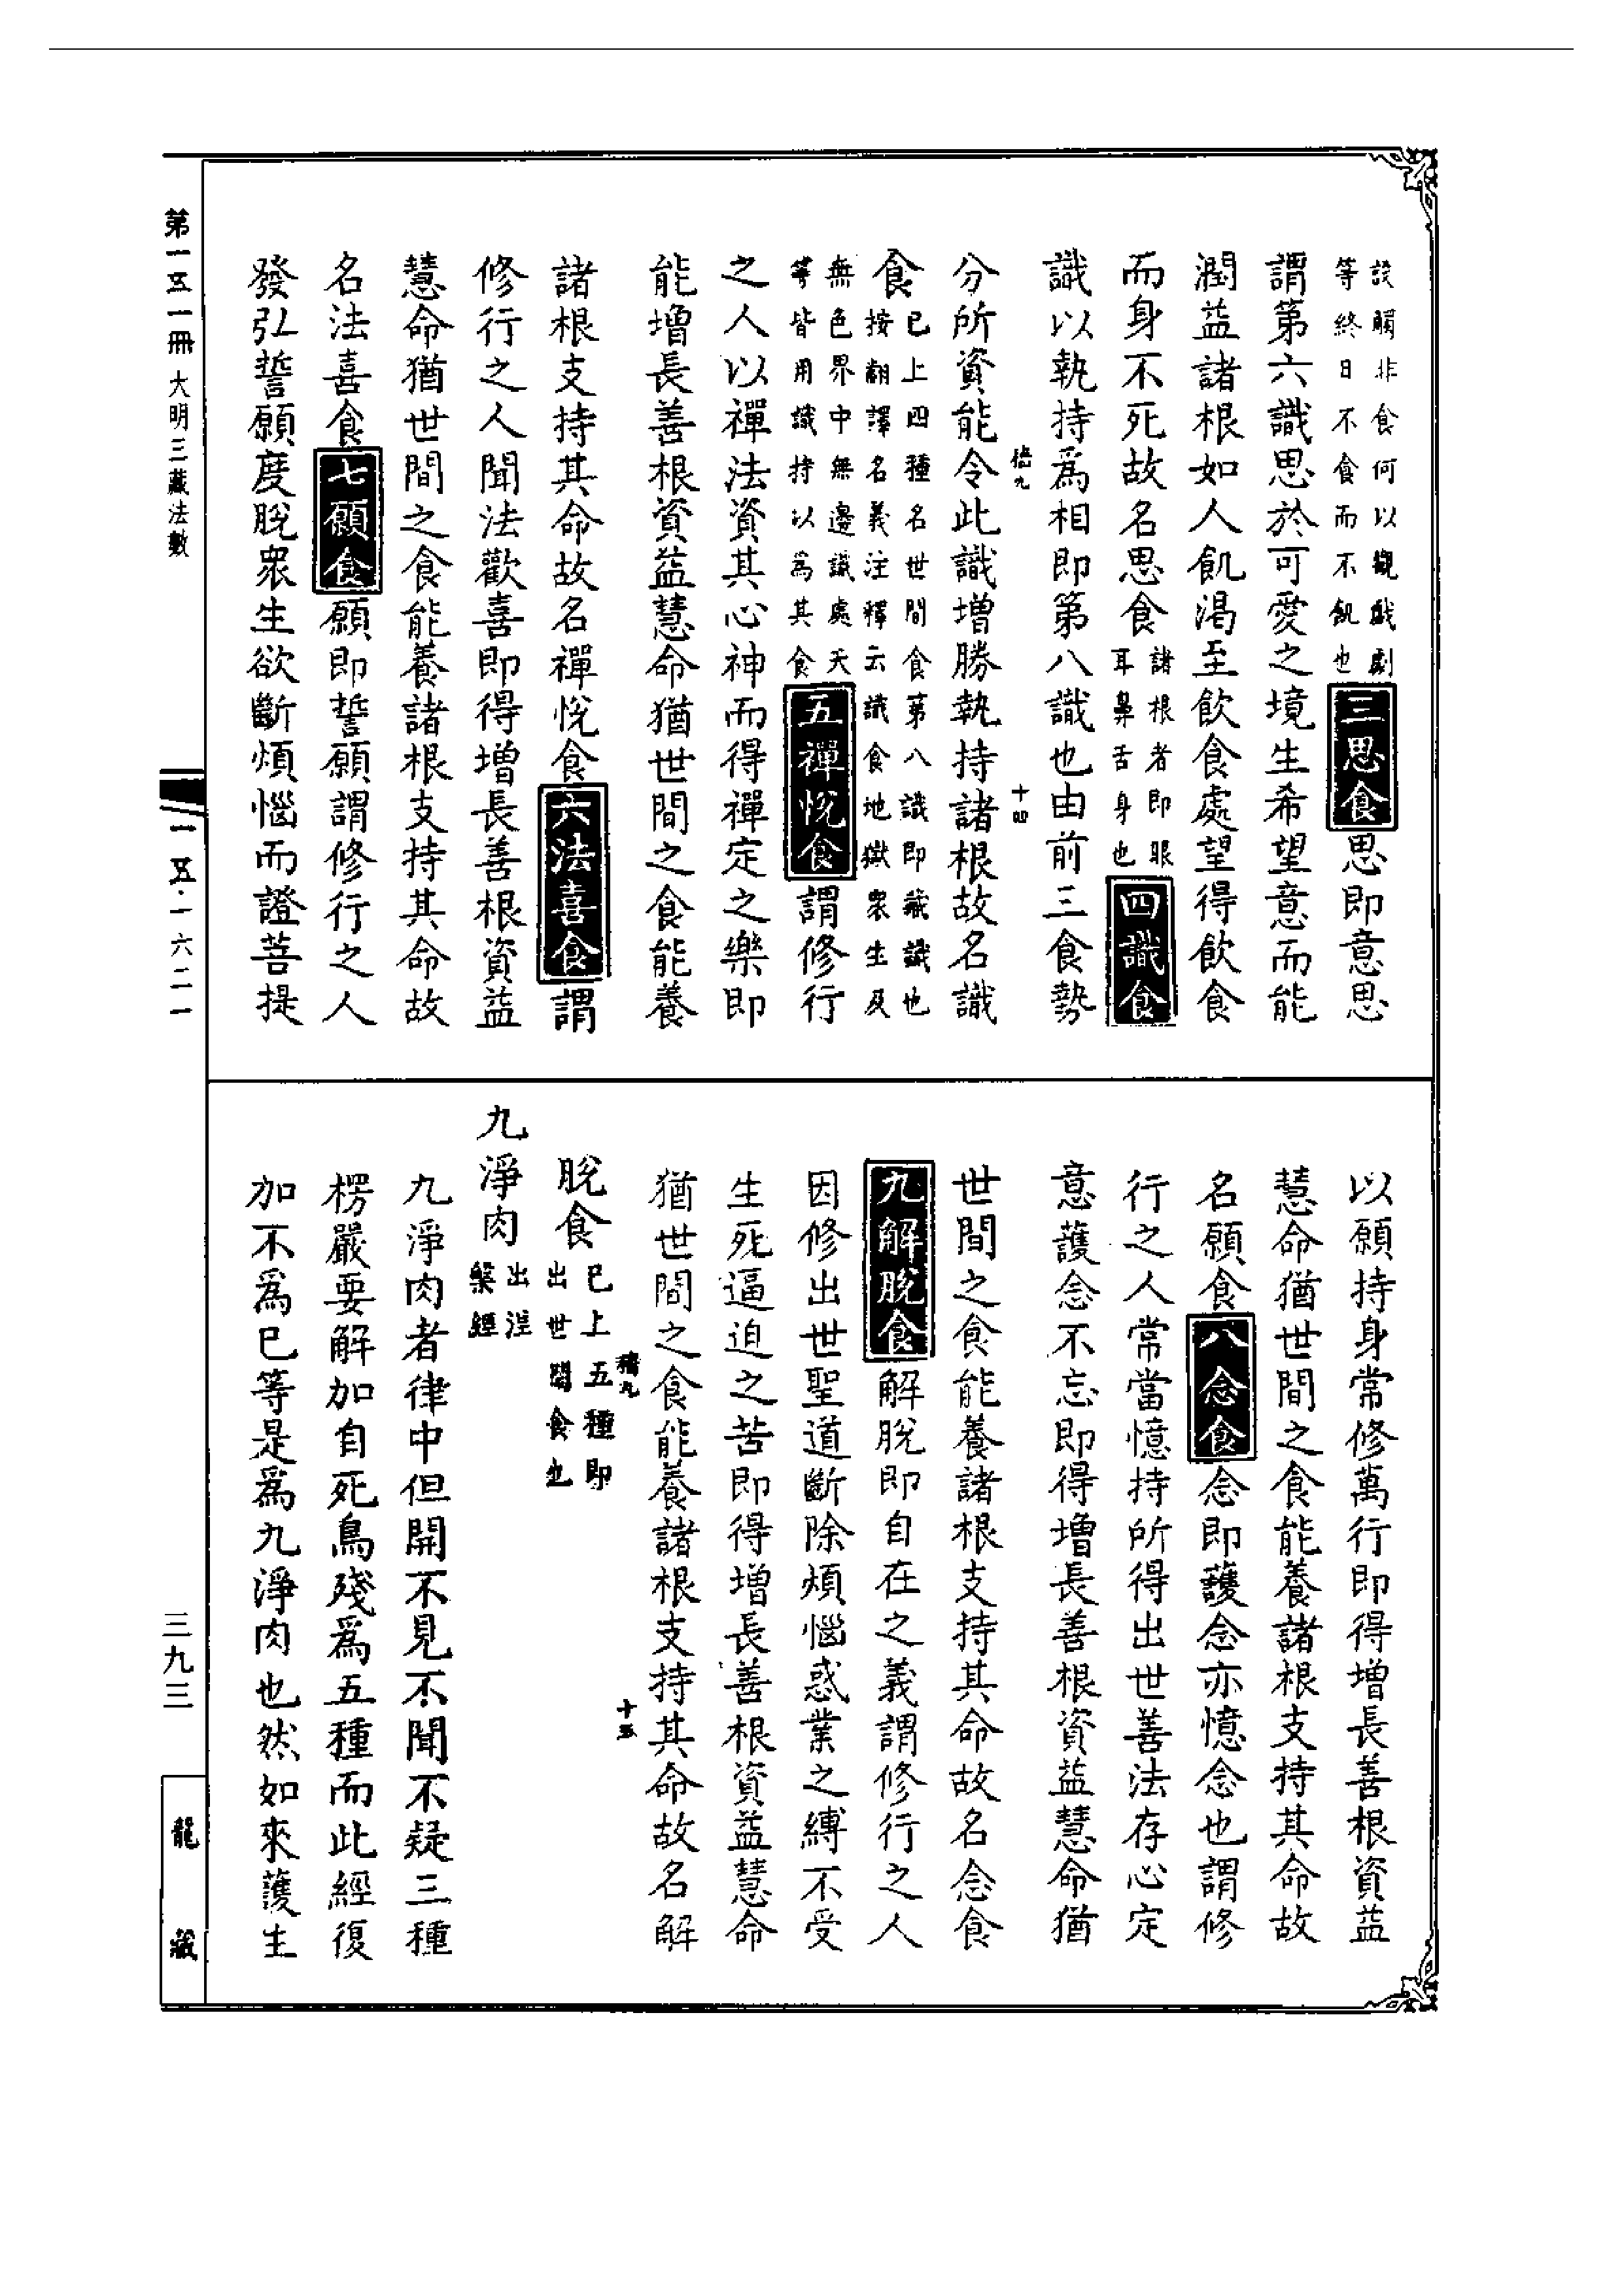 設觸非食何以觀戲劇
等終日不食而不飢也
三思食思即意思
謂第六識思於可愛之境生希望意而能
潤益諸根如人飢渴至飲食處望得飲食
而身不死故名思食
諸根者即眼
耳鼻舌身也
四識食
識以執持為相即第八識也由前三食勢
分所資能令此識增勝執持諸根故名識
食
已上四種名世間食第八識即藏識也
按翻譯名義注釋云識食地獄衆生及
無色界中無邊識處天
等皆用識持以為其食
五禪悅食謂修行
之人以禪法資其心神而得禪定之樂即
能增長善根資益慧命猶世間之食能養
諸根支持其命故名禪悅食六法喜食謂
修行之人聞法歡喜即得增長善根資益
慧命猶世間之食能養諸根支持其命故
名法喜食七願食願即誓願謂修行之人
發弘誓願度脫衆生欲斷煩惱而證菩提
十四
以願持身常修萬行即得增長善根資益
慧命猶世間之食能養諸根支持其命故
名願食八念食念即護念亦憶念也謂修
行之人常當憶持所得出世善法存心定
意護念不忘即得增長善根資益慧命猶
世間之食能養諸根支持其命故名念食
九解脫食解脫即自在之義謂修行之人
因修出世聖道斷除煩惱惑業之縛不受
生死逼迫之苦即得增長善根資益慧命
猶世間之食能養諸根支持其命故名解
十五
脫食
已上五種即
出世間食也
九淨肉
出涅
槃經
九淨肉者律中但開不見不聞不疑三種
楞嚴要解加自死鳥殘爲五種而此經復
加不爲已等是爲九淨肉也然如來護生
第一五一冊 大明三藏法數
一五·一六二一
三九三
龍藏